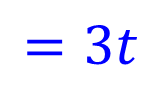 = 3t